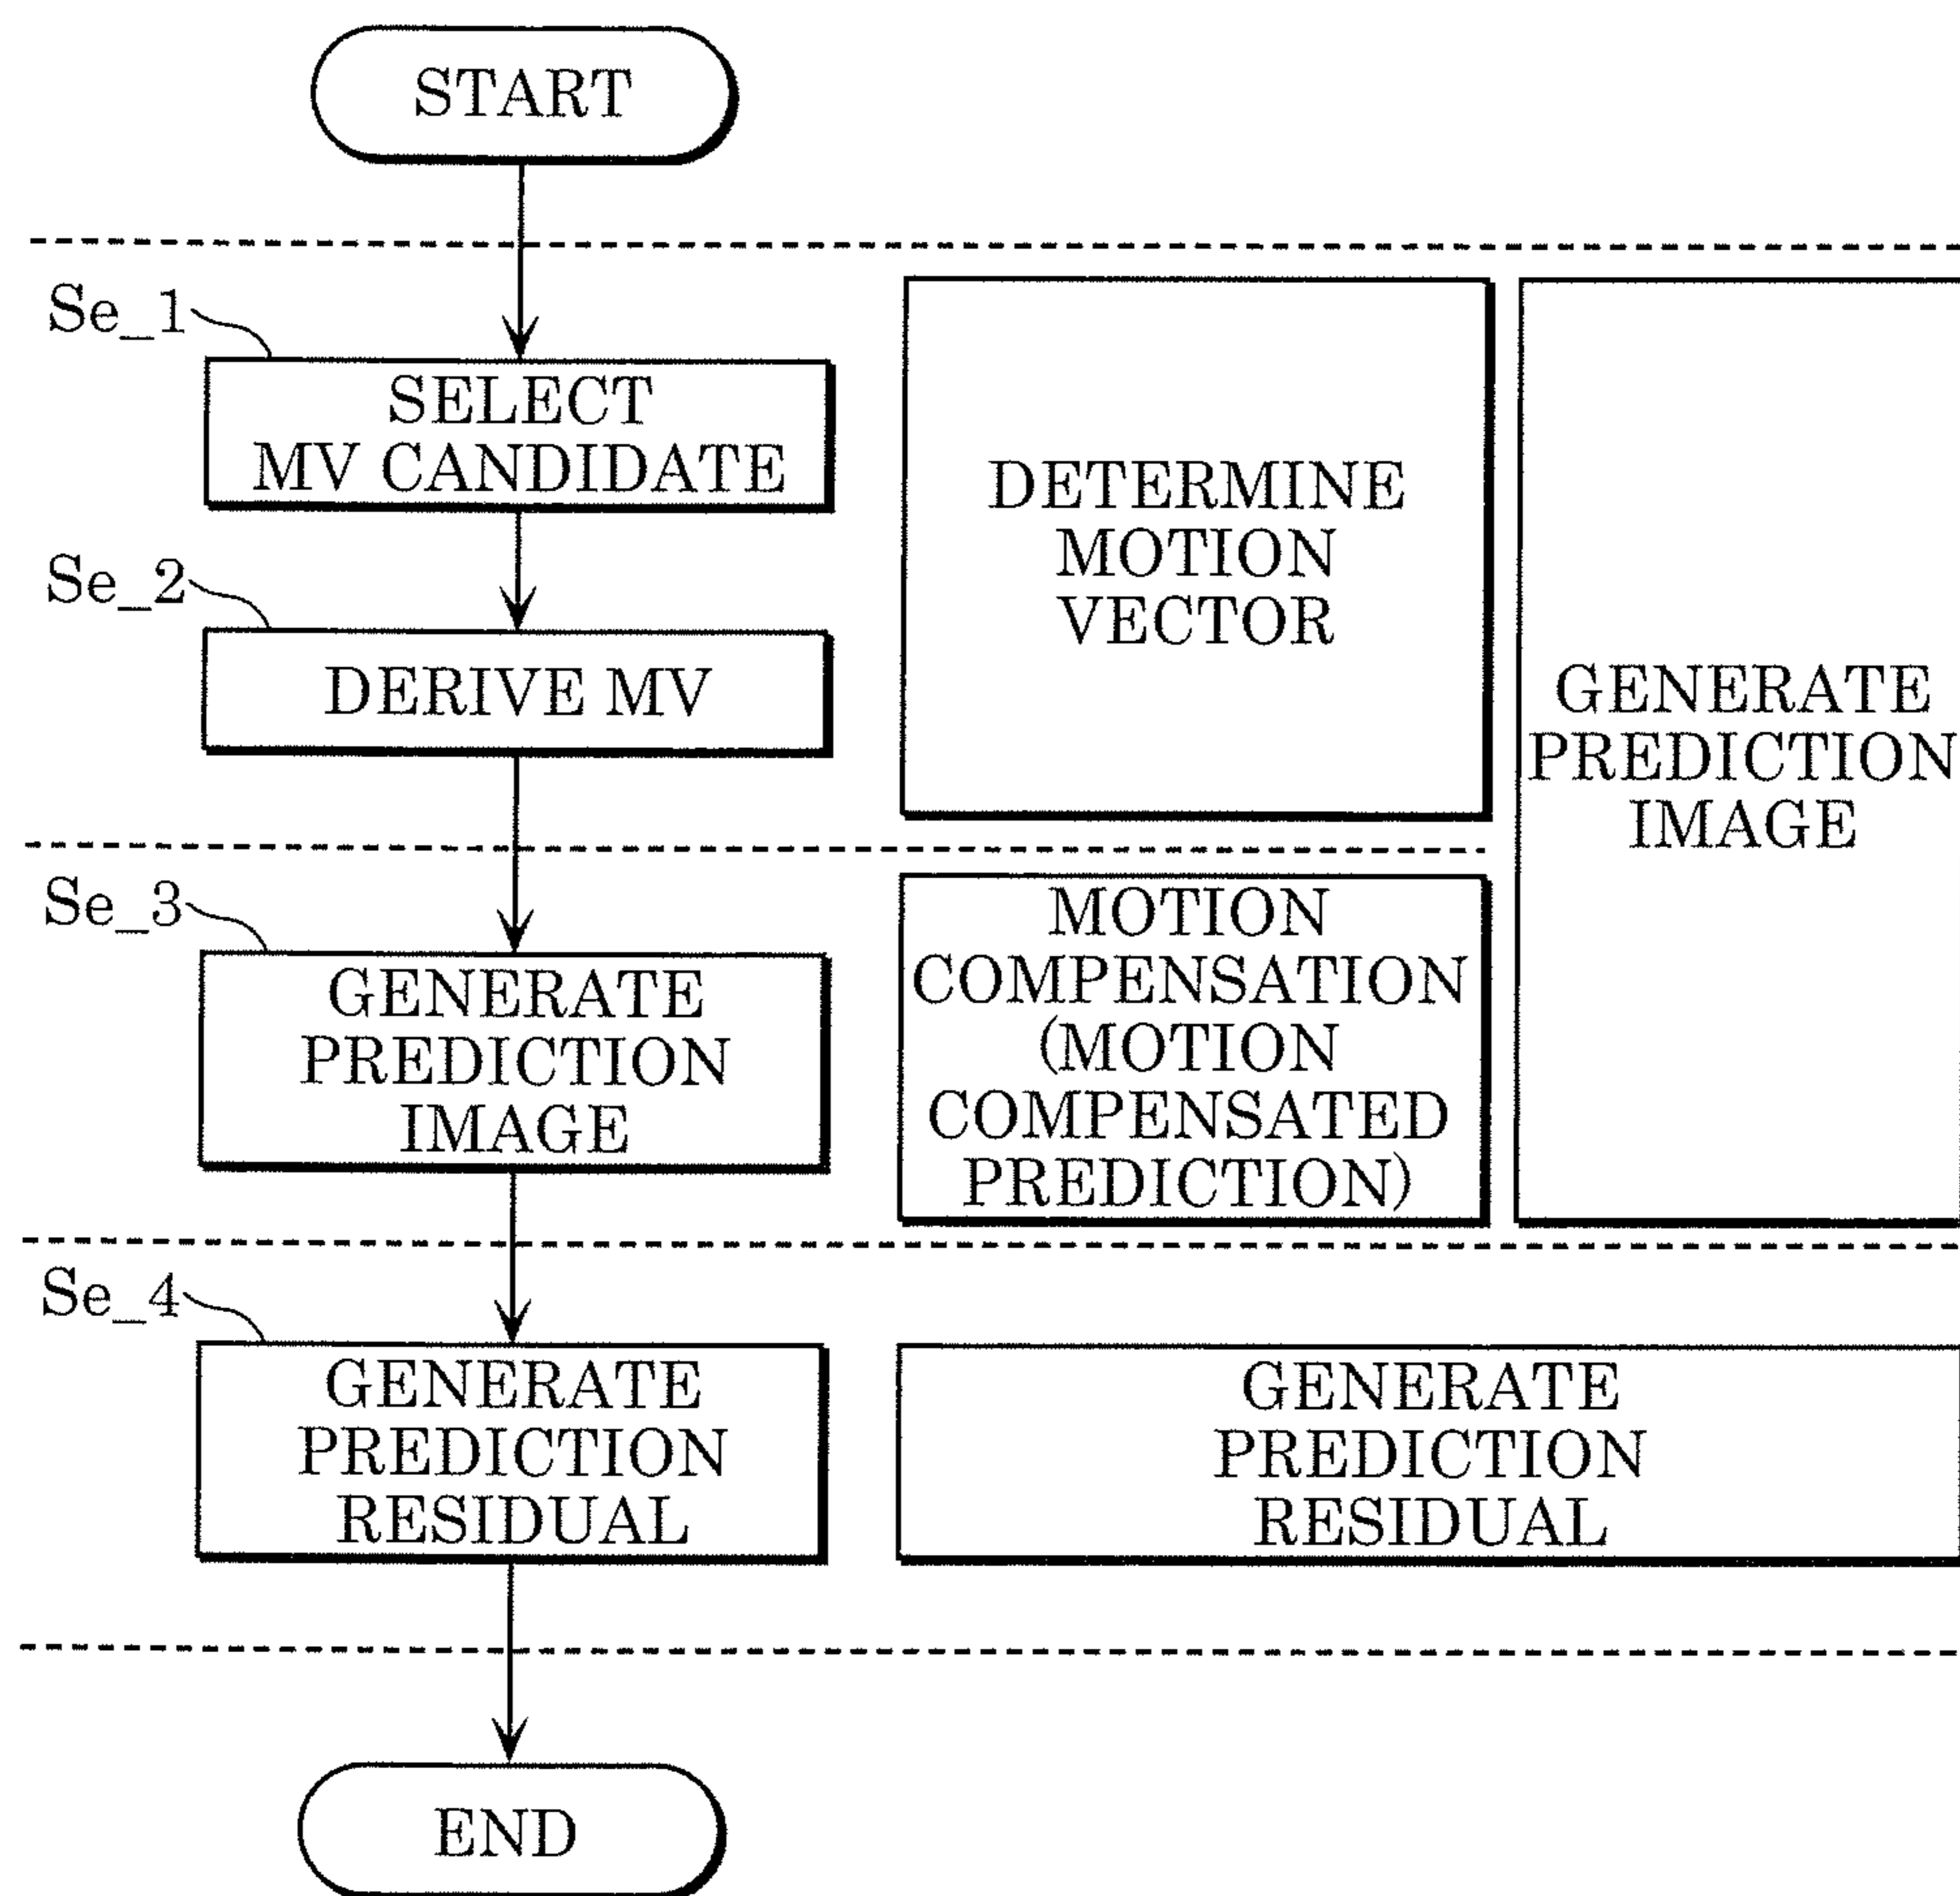 START
Se_1
SELECT
MV CANDIDATE
Se_2
DERIVE MV
DETERMINE
MOTION
VECTOR
GENERATE
PREDICTION
IMAGE
Se_3
GENERATE
PREDICTION
IMAGE
MOTION
COMPENSATION
(MOTION
COMPENSATED
PREDICTION)
Se_4
GENERATE
PREDICTION
RESIDUAL
GENERATE
PREDICTION
RESIDUAL
END